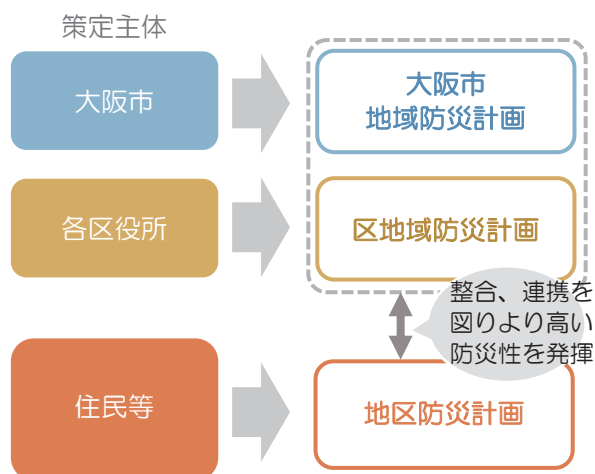 策定主体
大阪市
大阪市
地域防災計画
各区役所
区地域防災計画
整合、連携を
図りより高い
防災性を発揮
住民等
地区防災計画